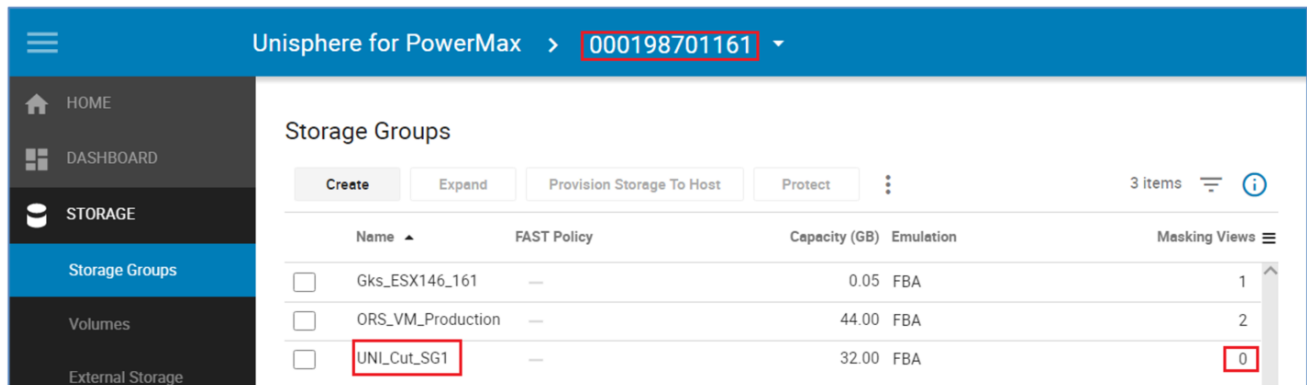 Unisphere for PowerMax > 000198701161
HOME
DASHBOARD
STORAGE
Storage Groups
Volumes
External Storage
Storage Groups
Create Expand Provision Storage To Host Protect 3 items
Name FAST Policy Capacity (GB) Emulation Masking Views
Gks_ESX146_161 — 0.05 FBA 1
ORS_VM_Production — 44.00 FBA 2
UNI_Cut_SG1 — 32.00 FBA 0